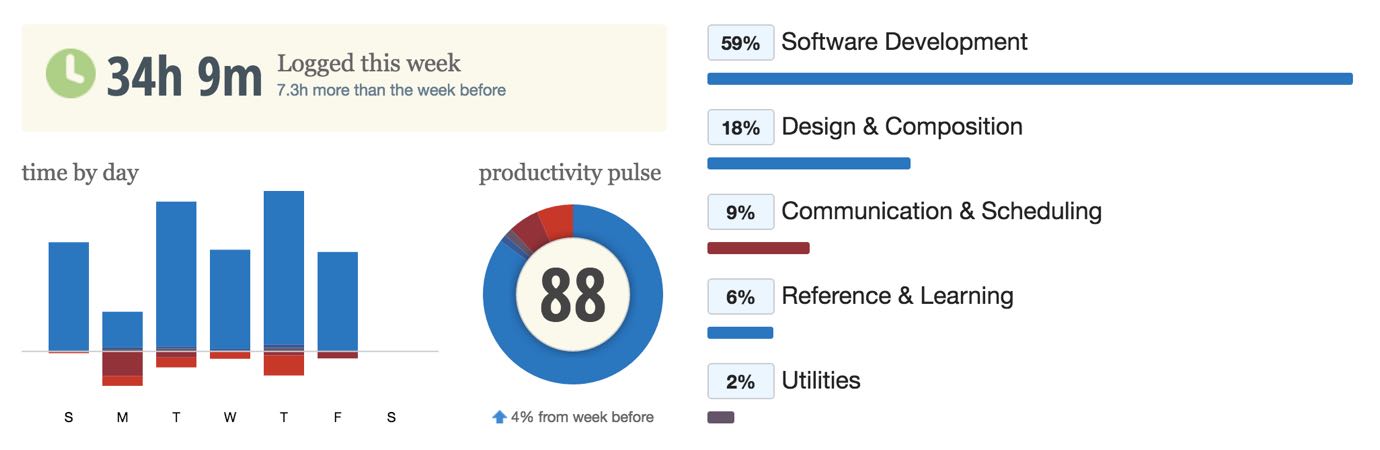 34h 9m
Logged this week
7.3h more than the week before
time by day
S M T W T F S
productivity pulse
88
4% from week before
59% Software Development
18% Design & Composition
9% Communication & Scheduling
6% Reference & Learning
2% Utilities